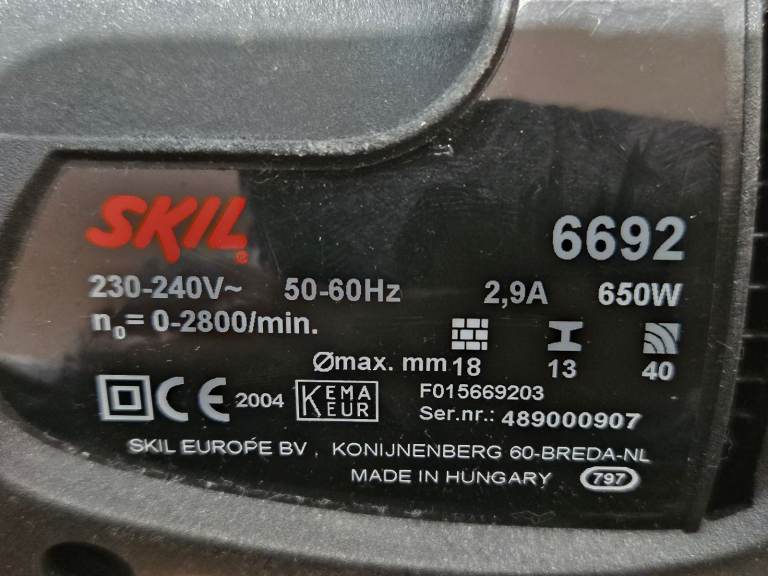 SKIL® 6692
230-240V~ 50-60Hz 2,9A 650W
n₀= 0-2800/min.
Ømax. mm 18 13 40
CE 2004 KEMA KEUR F015669203
Ser.nr.: 489000907
SKIL EUROPE BV . KONIJNENBERG 60-BREDA-NL
MADE IN HUNGARY 797